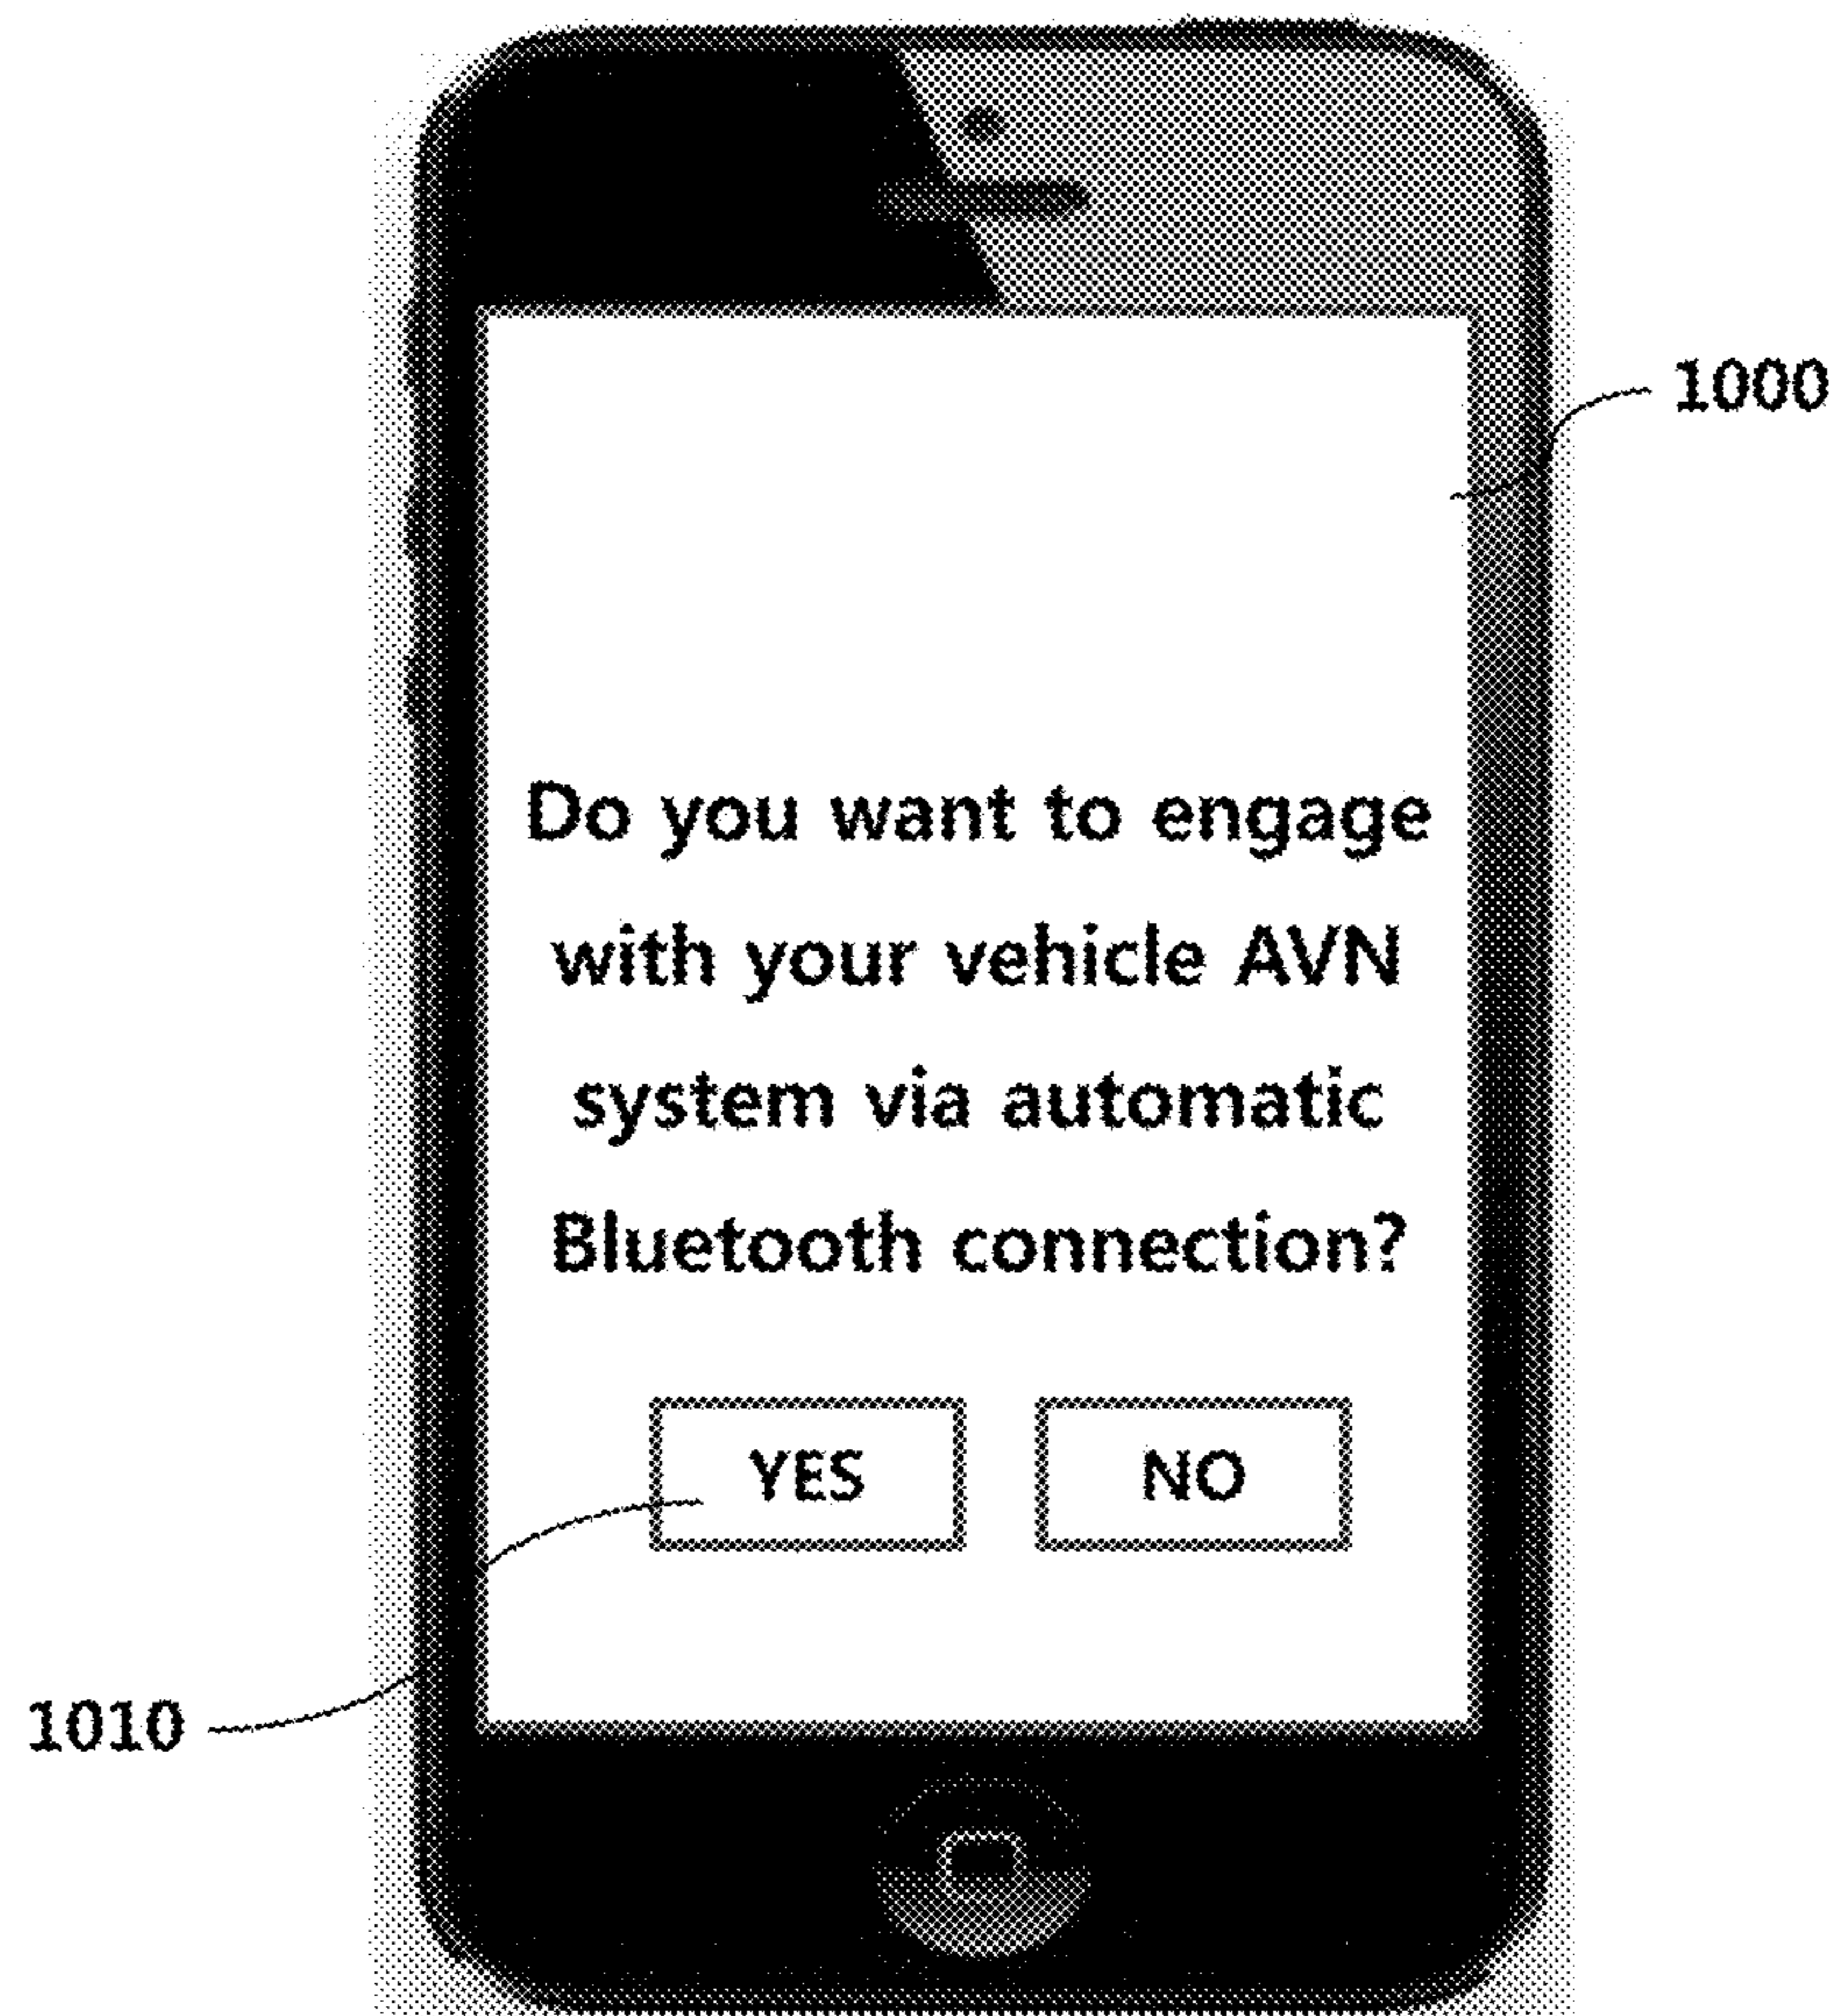 1000
Do you want to engage
with your vehicle AVN
system via automatic
Bluetooth connection?
YES NO
1010